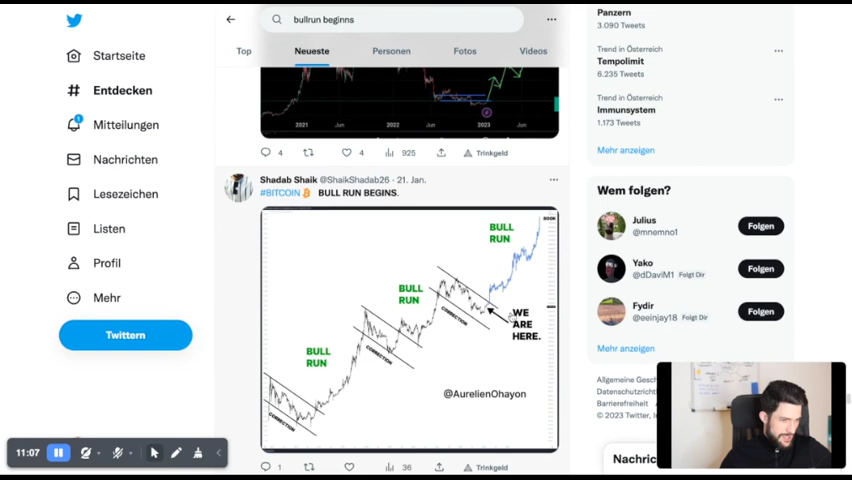 bullrun beginns
Top
Neueste
Personen
Fotos
Videos
Startseite
Entdecken
1
Mitteilungen
Nachrichten
Lesezeichen
Listen
Profil
Mehr
Twittern
2021
Jun
2022
Jun
2023
4
4
925
Trinkgeld
Shadab Shaik @ShaikShadab26 · 21. Jan.
#BITCOIN BULL RUN BEGINS.
BULL
RUN
BULL
RUN
BULL
RUN
CORRECTION
CORRECTION
CORRECTION
WE
ARE
HERE.
@AurelienOhayon
1
36
Trinkgeld
Panzern
3.090 Tweets
Trend in Österreich
Tempolimit
6.235 Tweets
Trend in Österreich
Immunsystem
1.173 Tweets
Mehr anzeigen
Wem folgen?
Julius
@mnemno1
Folgen
Yako
@dDaviM1 Folgt Dir
Folgen
Fydir
@eeinjay18 Folgt Dir
Folgen
Mehr anzeigen
Allgemeine Gesch
Datenschutzricht
Barrierefreiheit
© 2023 Twitter,
Nachric
11:07